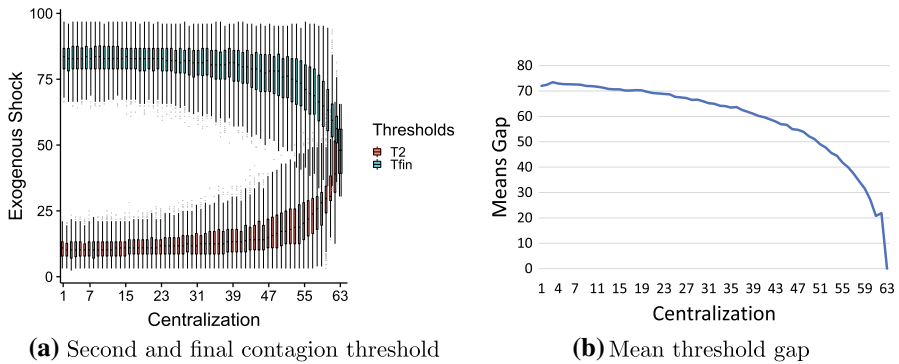 100
75
50
25
0
Exogenous Shock
1 7 15 23 31 39 47 55 63
Centralization
Thresholds
T2
Tfin
(a) Second and final contagion threshold
80
70
60
50
40
30
20
10
0
Means Gap
1 4 7 11 15 19 23 27 31 35 39 43 47 51 55 59 63
Centralization
(b) Mean threshold gap